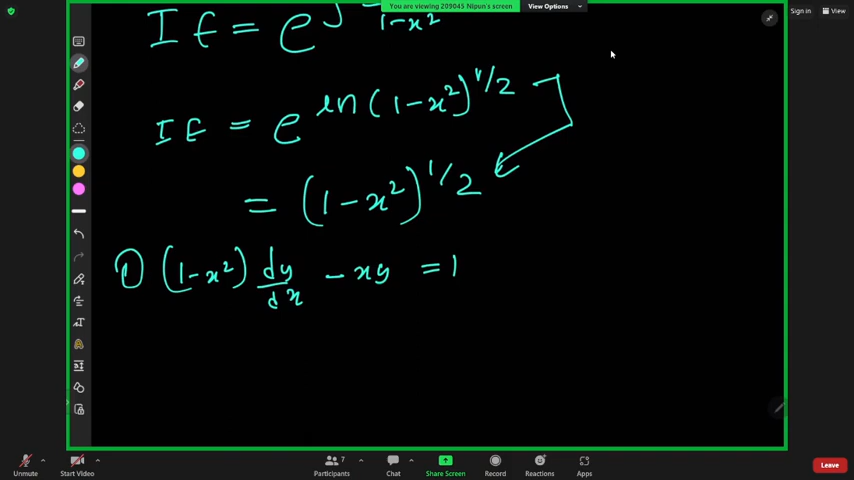 You are viewing 209045 Nipun's screen
View Options
Sign in
View
IF = e^∫ -x/1-x²
IF = e^ln(1-x²)^1/2
= (1-x²)^1/2
① (1-x²) dy/dx - xy = 1
Unmute
Start Video
Participants
7
Chat
Share Screen
Record
Reactions
Apps
Leave